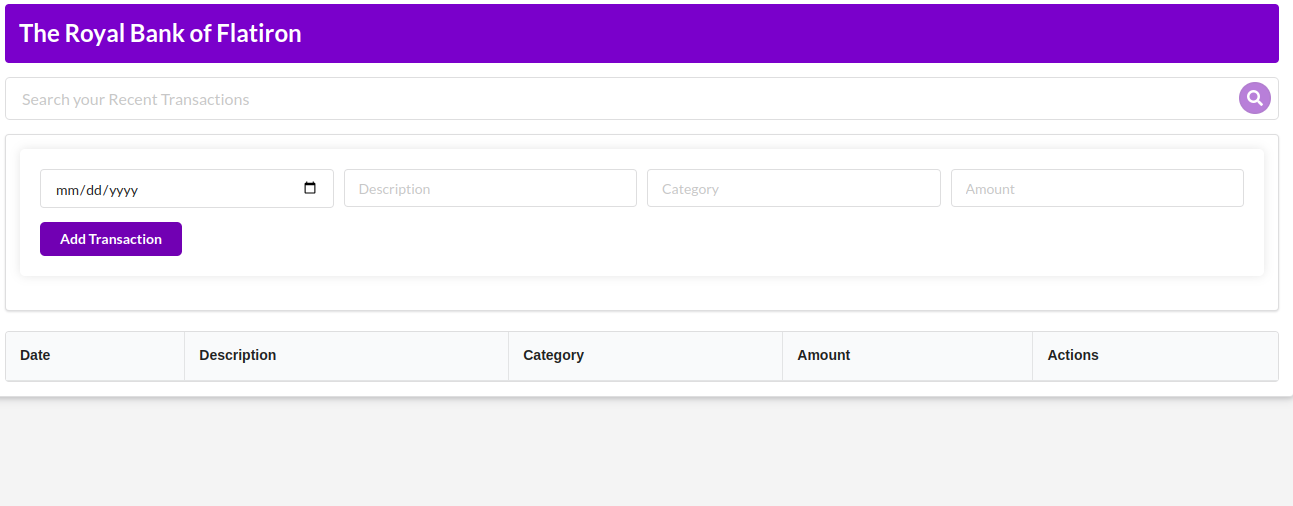 The Royal Bank of Flatiron
Search your Recent Transactions
mm/dd/yyyy Description Category Amount
Add Transaction
Date Description Category Amount Actions